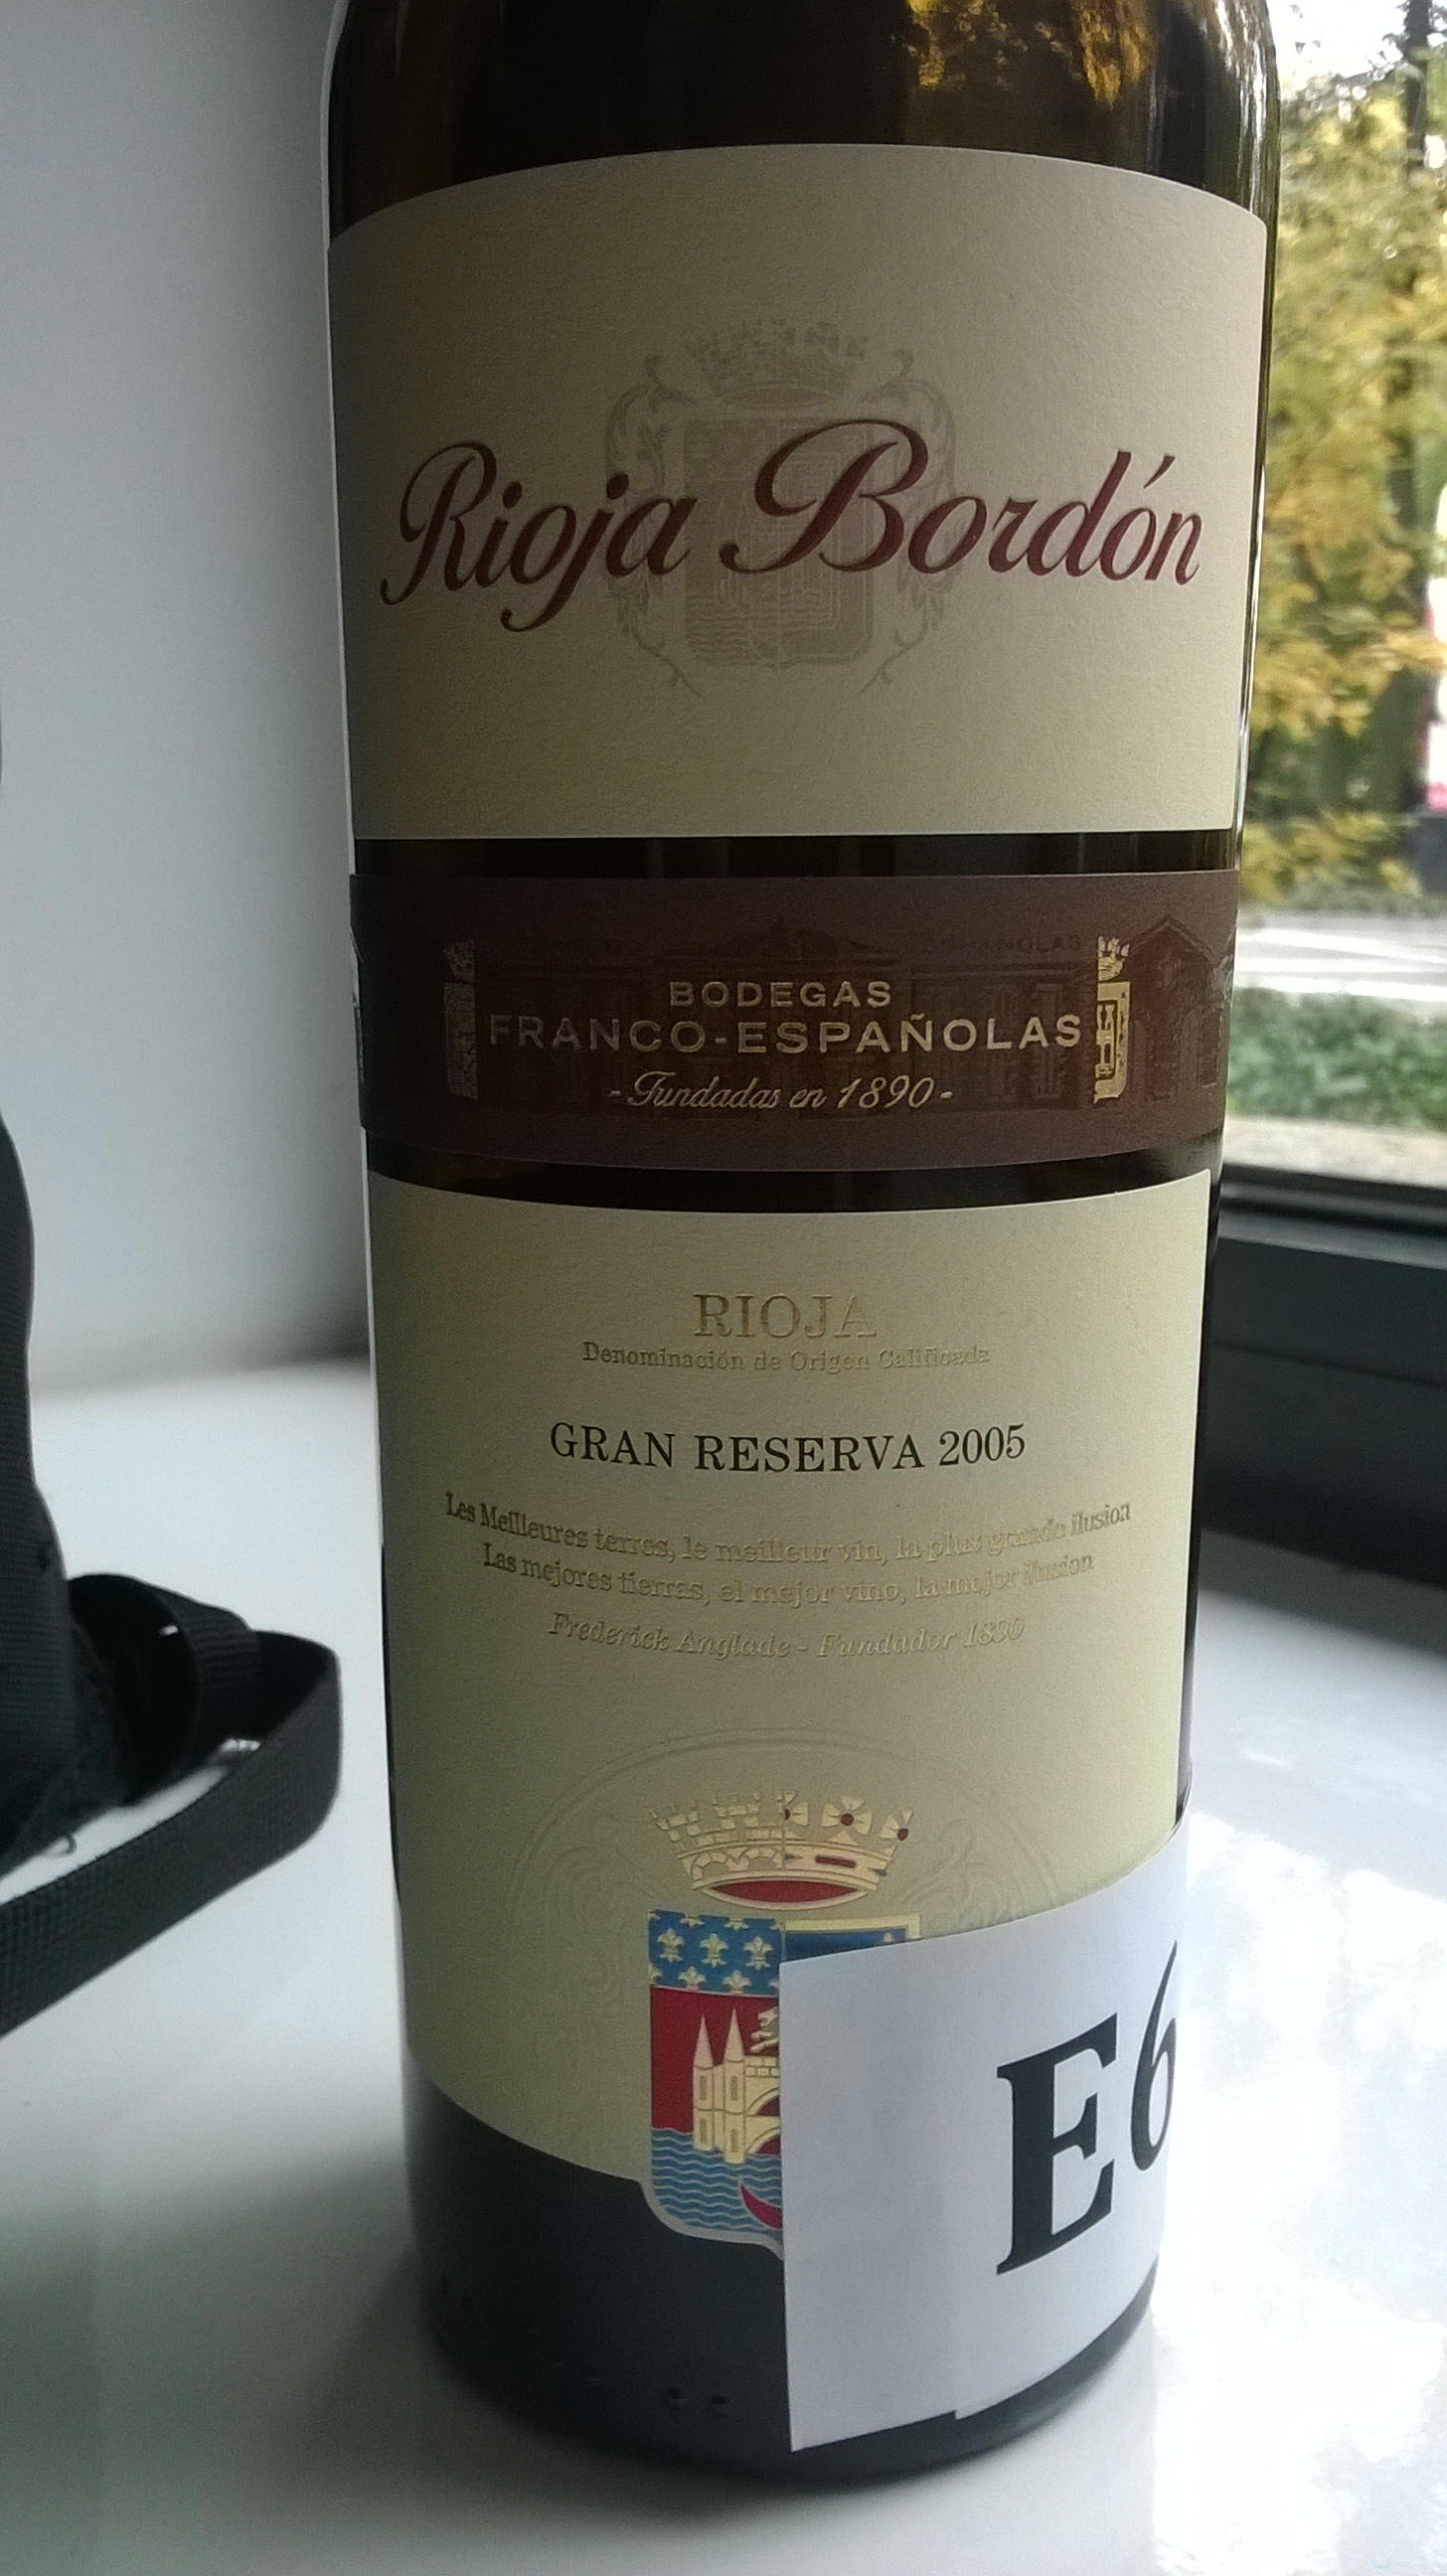 Rioja Bordón
BODEGAS
FRANCO-ESPAÑOLAS
-Fundadas en 1890-
RIOJA
Denominación de Origen Calificada
GRAN RESERVA 2005
Les Meilleures terres, le meilleur vin, la plus grande ilusion
Las mejores tierras, el mejor vino, la mejor ilusion
Frederick Anglade - Fundador 1890
E6